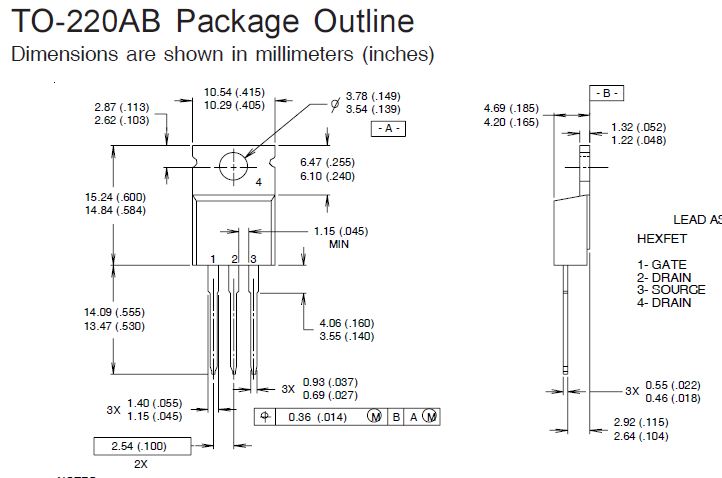 TO-220AB Package Outline
Dimensions are shown in millimeters (inches)
10.54 (.415)
10.29 (.405)
2.87 (.113)
2.62 (.103)
3.78 (.149)
3.54 (.139)
- A -
4
6.47 (.255)
6.10 (.240)
15.24 (.600)
14.84 (.584)
1.15 (.045)
MIN
1 2 3
14.09 (.555)
13.47 (.530)
4.06 (.160)
3.55 (.140)
3X 0.93 (.037)
0.69 (.027)
3X 1.40 (.055)
1.15 (.045)
0.36 (.014) M B A M
2.54 (.100)
2X
- B -
4.69 (.185)
4.20 (.165)
1.32 (.052)
1.22 (.048)
LEAD AS
HEXFET
1- GATE
2- DRAIN
3- SOURCE
4- DRAIN
3X 0.55 (.022)
0.46 (.018)
2.92 (.115)
2.64 (.104)